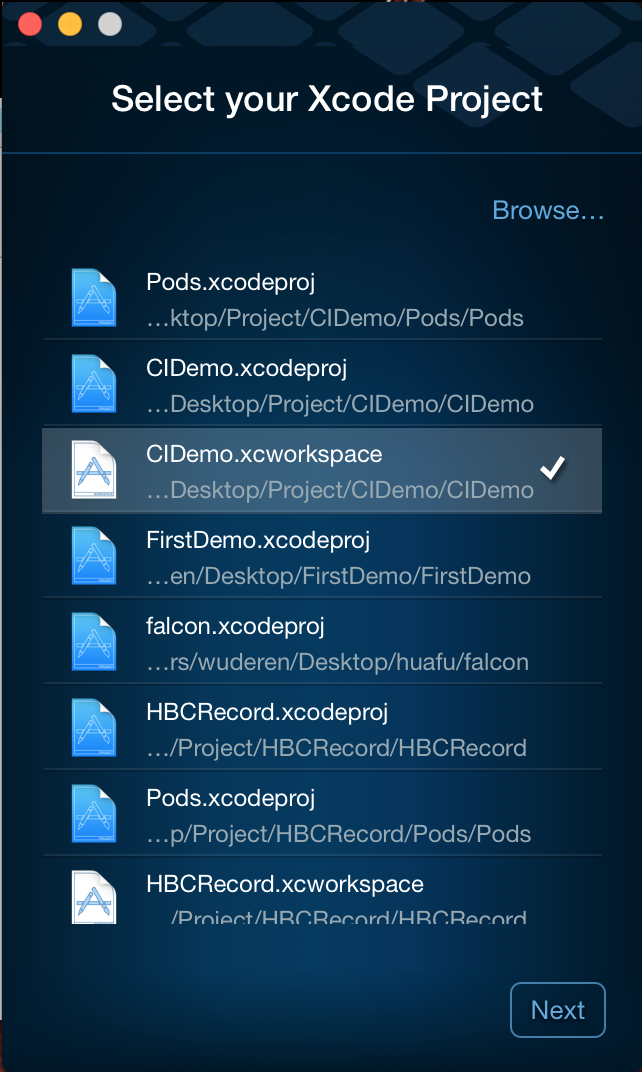 Select your Xcode Project
Browse...
Pods.xcodeproj
...ktop/Project/CIDemo/Pods/Pods
CIDemo.xcodeproj
...Desktop/Project/CIDemo/CIDemo
CIDemo.xcworkspace
...Desktop/Project/CIDemo/CIDemo
FirstDemo.xcodeproj
...en/Desktop/FirstDemo/FirstDemo
falcon.xcodeproj
...rs/wuderen/Desktop/huafu/falcon
HBCRecord.xcodeproj
.../Project/HBCRecord/HBCRecord
Pods.xcodeproj
...p/Project/HBCRecord/Pods/Pods
HBCRecord.xcworkspace
.../Project/HBCRecord/HBCRecord
Next